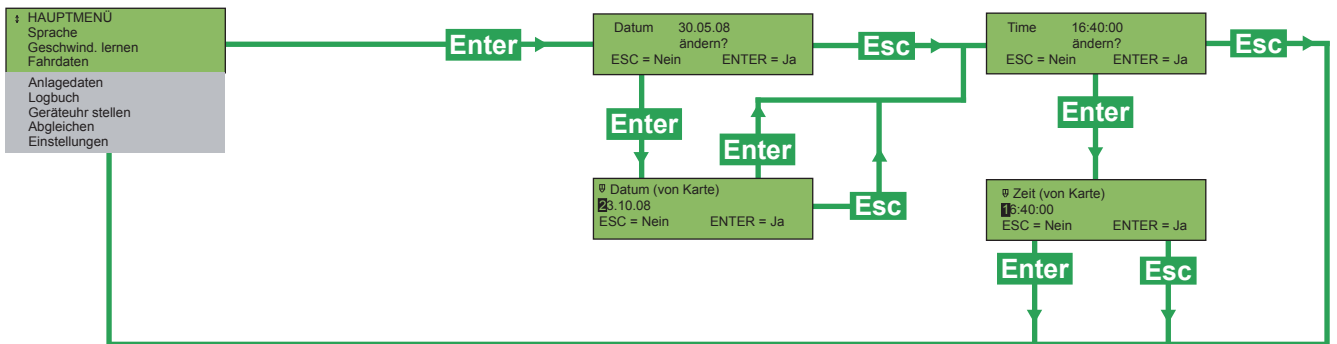 HAUPTMENÜ
Sprache
Geschwind. lernen
Fahrdaten
Anlagedaten
Logbuch
Geräteuhr stellen
Abgleichen
Einstellungen
Enter
Datum 30.05.08
ändern?
ESC = Nein ENTER = Ja
Esc
Time 16:40:00
ändern?
ESC = Nein ENTER = Ja
Esc
Enter
Enter
Enter
Datum (von Karte)
23.10.08
ESC = Nein ENTER = Ja
Esc
Zeit (von Karte)
16:40:00
ESC = Nein ENTER = Ja
Enter
Esc